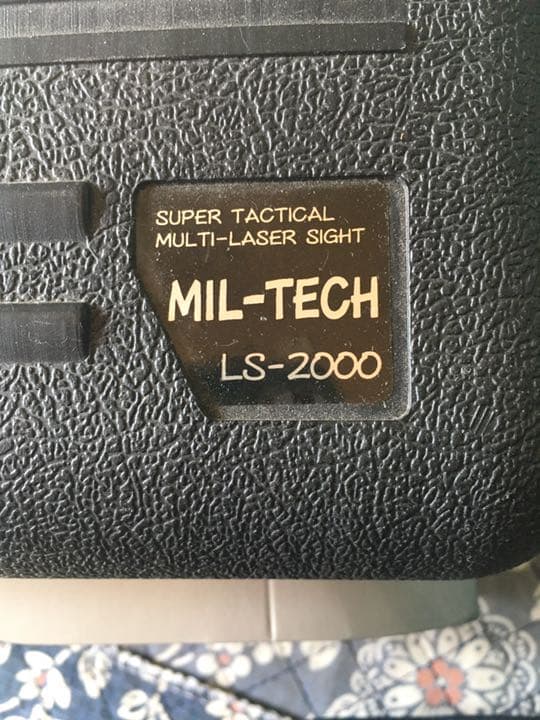 SUPER TACTICAL
MULTI-LASER SIGHT
MIL-TECH
LS-2000